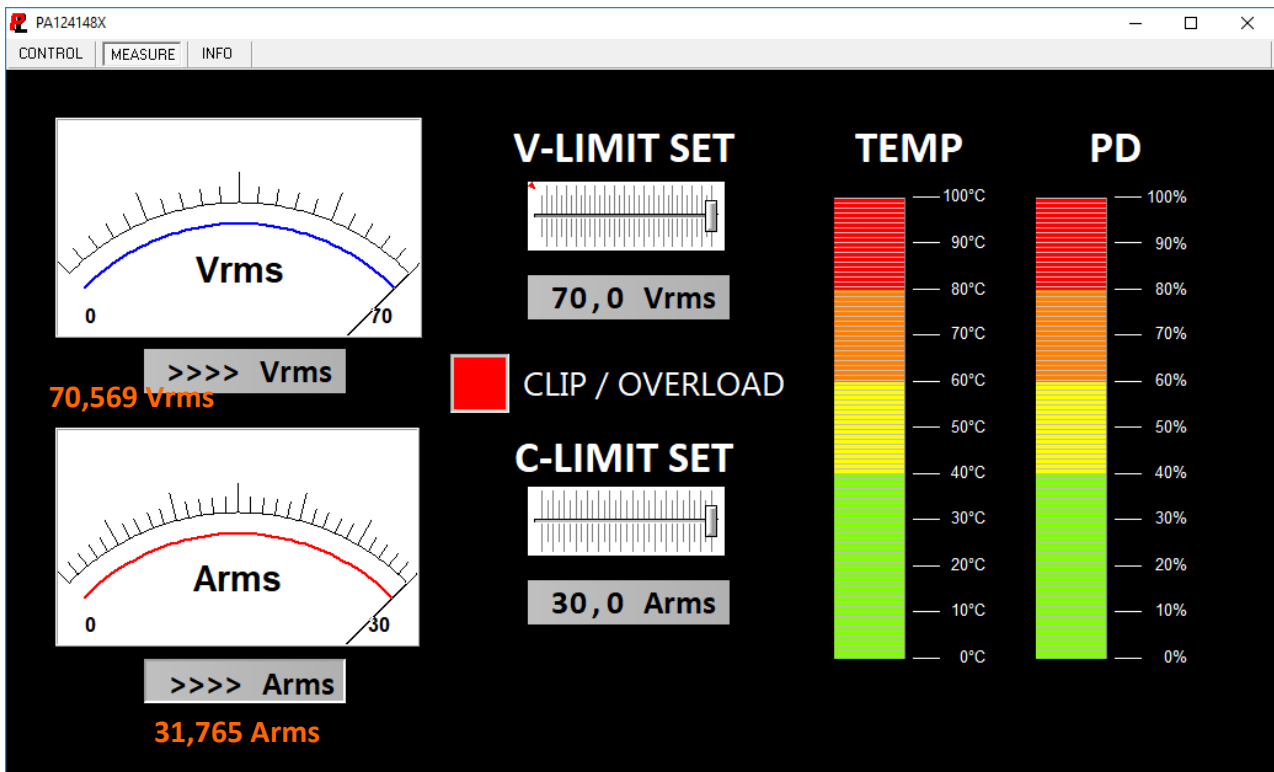 PA124148X
CONTROL MEASURE INFO
Vrms
0 70
>>>> Vrms
70,569 Vrms
Arms
0 30
>>>> Arms
31,765 Arms
V-LIMIT SET
70,0 Vrms
CLIP / OVERLOAD
C-LIMIT SET
30,0 Arms
TEMP
100°C
90°C
80°C
70°C
60°C
50°C
40°C
30°C
20°C
10°C
0°C
PD
100%
90%
80%
70%
60%
50%
40%
30%
20%
10%
0%